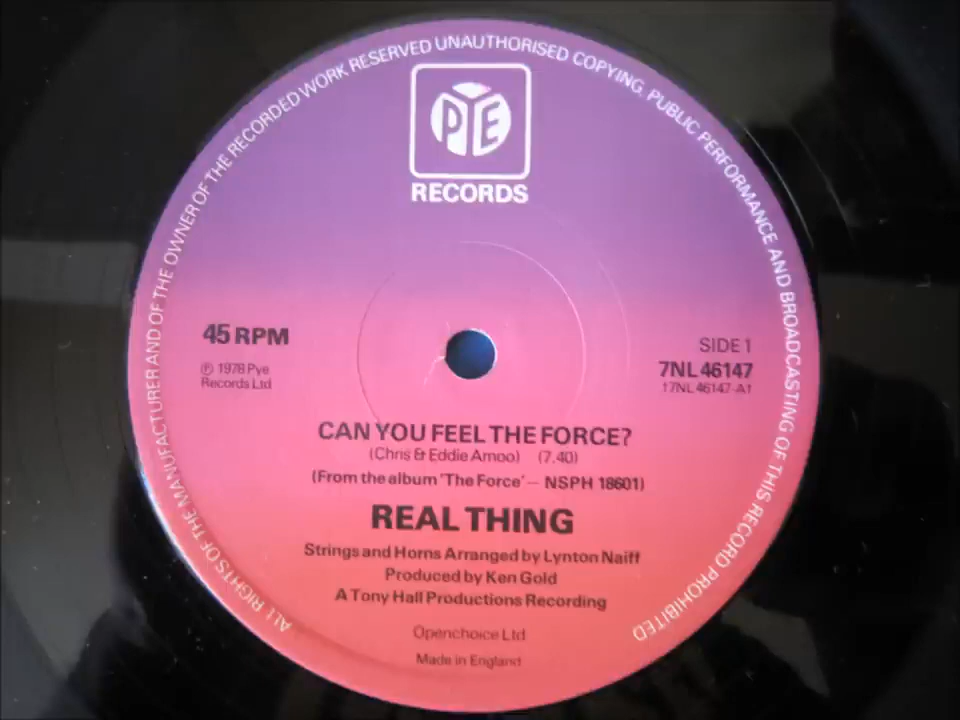 ALL RIGHTS OF THE MANUFACTURER AND OF THE OWNER OF THE RECORDED WORK RESERVED UNAUTHORISED COPYING, PUBLIC PERFORMANCE AND BROADCASTING OF THIS RECORD PROHIBITED
PYE
RECORDS
45 RPM
℗ 1978 Pye
Records Ltd
SIDE 1
7NL 46147
17NL 46147-A1
CAN YOU FEEL THE FORCE?
(Chris & Eddie Amoo) (7.40)
(From the album 'The Force' — NSPH 18601)
REAL THING
Strings and Horns Arranged by Lynton Naiff
Produced by Ken Gold
A Tony Hall Productions Recording
Openchoice Ltd
Made in England